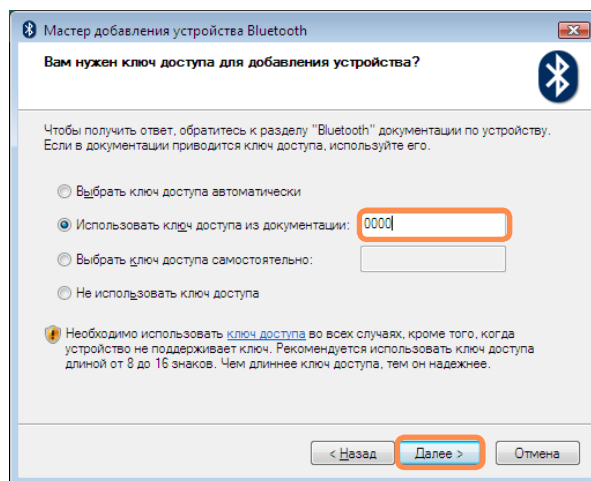 Мастер добавления устройства Bluetooth
Вам нужен ключ доступа для добавления устройства?
Чтобы получить ответ, обратитесь к разделу "Bluetooth" документации по устройству.
Если в документации приводится ключ доступа, используйте его.
Выбрать ключ доступа автоматически
Использовать ключ доступа из документации: 0000
Выбрать ключ доступа самостоятельно:
Не использовать ключ доступа
Необходимо использовать ключ доступа во всех случаях, кроме того, когда
устройство не поддерживает ключ. Рекомендуется использовать ключ доступа
длиной от 8 до 16 знаков. Чем длиннее ключ доступа, тем он надежнее.
< Назад Далее > Отмена